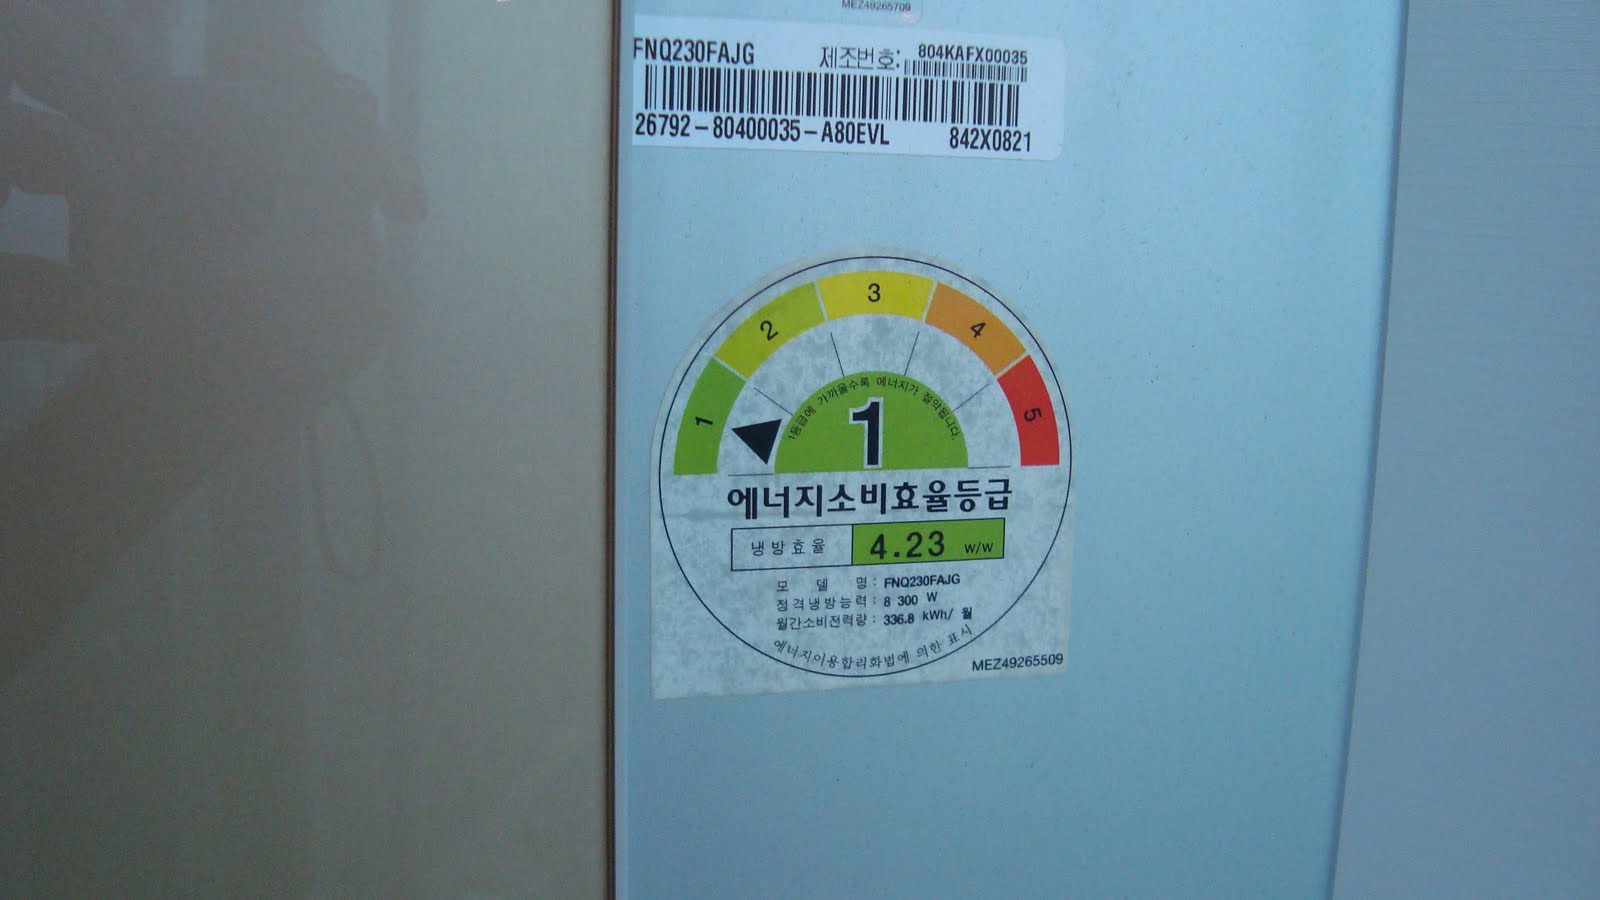 MEZ49265709
FNQ230FAJG 제조번호: 804KAFX00035
26792-80400035-A80EVL 842X0821
1 2 3 4 5
1등급에 가까울수록 에너지가 절약됩니다.
1
에너지소비효율등급
냉방효율 4.23 w/w
모델명: FNQ230FAJG
정격냉방능력: 8 300 W
월간소비전력량: 336.8 kWh/월
에너지이용합리화법에 의한 표시
MEZ49265509